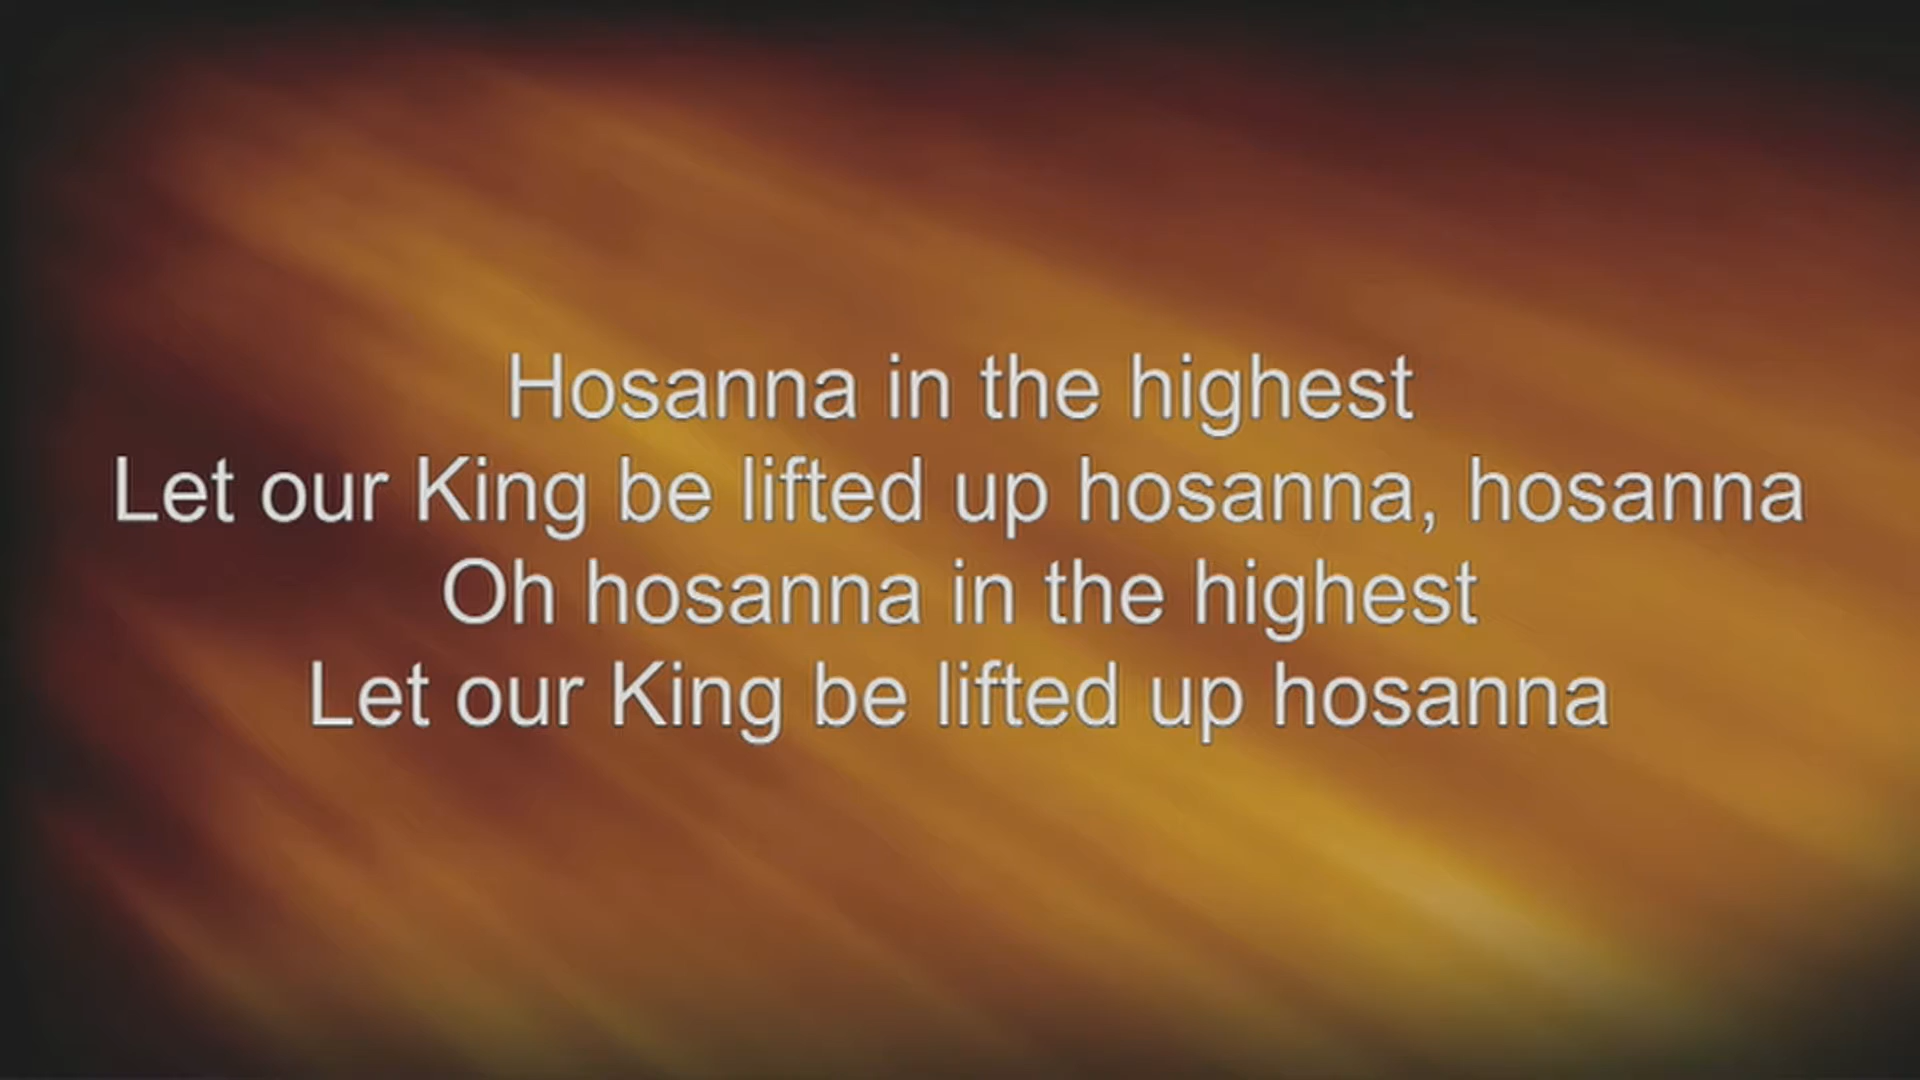 Hosanna in the highest
Let our King be lifted up hosanna, hosanna
Oh hosanna in the highest
Let our King be lifted up hosanna